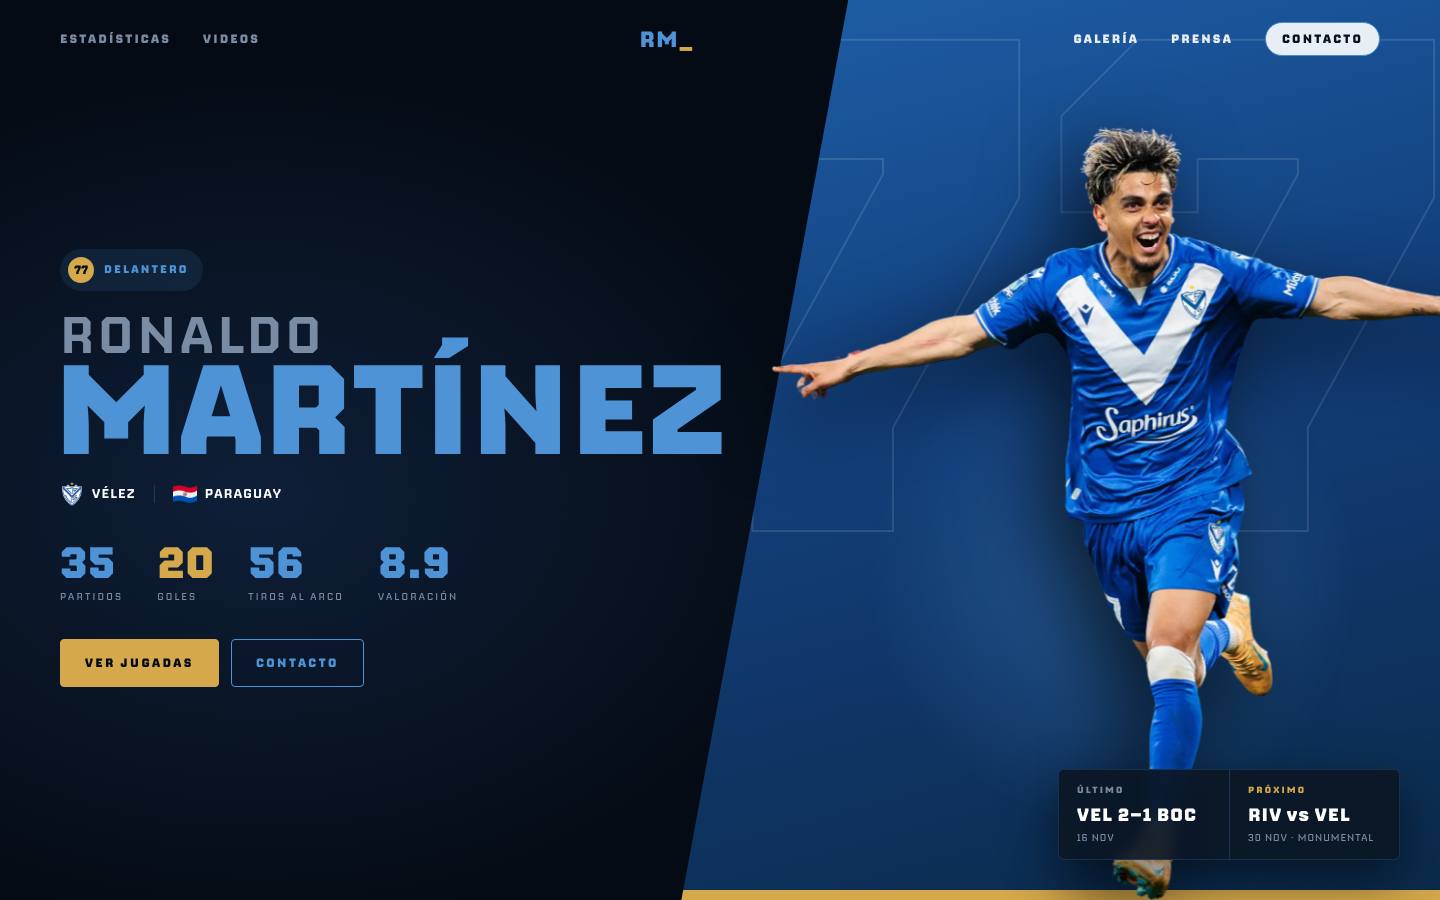 ESTADÍSTICAS VIDEOS RM_ GALERÍA PRENSA CONTACTO
77 DELANTERO
RONALDO
MARTÍNEZ
VÉLEZ PARAGUAY
35 20 56 8.9
PARTIDOS GOLES TIROS AL ARCO VALORACIÓN
VER JUGADAS CONTACTO
77
Saphirus
ÚLTIMO
VEL 2–1 BOC
16 NOV
PRÓXIMO
RIV vs VEL
30 NOV · MONUMENTAL